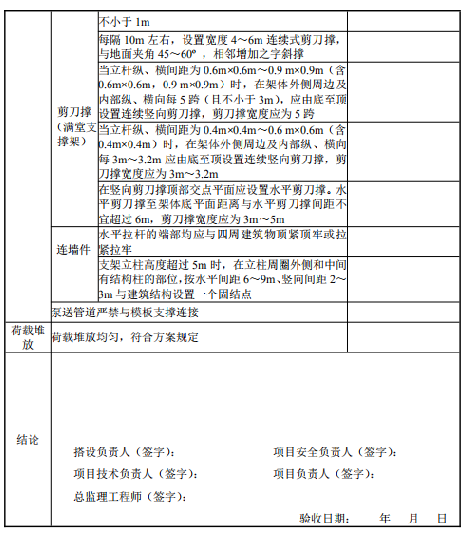 不小于 1m
每隔 10m 左右，设置宽度 4～6m 连续式剪刀撑，
与地面夹角 45～60°，相邻增加之字斜撑
剪刀撑
（满堂支
撑架）
当立杆纵、横间距为 0.6m×0.6m～0.9 m×0.9m（含
0.6m×0.6m，0.9 m×0.9m）时，在架体外侧周边及
内部纵、横向每 5 跨（且不小于 3m），应由底至顶
设置连续竖向剪刀撑，剪刀撑宽度应为 5 跨
当立杆纵、横间距为 0.4m×0.4m～0.6 m×0.6m（含
0.4m×0.4m）时，在架体外侧周边及内部纵、横向
每 3m～3.2m 应由底至顶设置连续竖向剪刀撑，剪
刀撑宽度应为 3m～3.2m
在竖向剪刀撑顶部交点平面应设置水平剪刀撑。水
平剪刀撑至架体底平面距离与水平剪刀撑间距不
宜超过 6m，剪刀撑宽度应为 3m～5m
连墙件
水平拉杆的端部均应与四周建筑物顶紧顶牢或拉
紧拉牢
支架立柱高度超过 5m 时，在立柱周圈外侧和中间
有结构柱的部位，按水平间距 6～9m、竖向间距 2～
3m 与建筑结构设置一个固结点
泵送管道严禁与模板支撑连接
荷载堆
放
荷载堆放均匀，符合方案规定
结论
搭设负责人（签字）： 项目安全负责人（签字）：
项目技术负责人（签字）： 项目负责人（签字）：
总监理工程师（签字）：
验收日期： 年 月 日